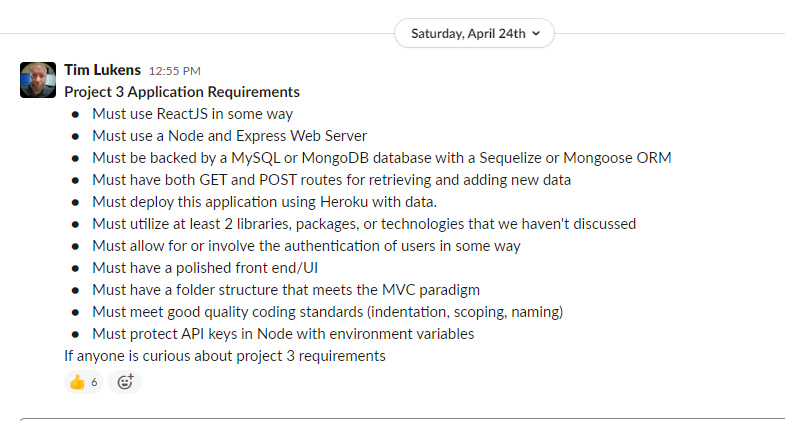 Saturday, April 24th
Tim Lukens 12:55 PM
Project 3 Application Requirements
• Must use ReactJS in some way
• Must use a Node and Express Web Server
• Must be backed by a MySQL or MongoDB database with a Sequelize or Mongoose ORM
• Must have both GET and POST routes for retrieving and adding new data
• Must deploy this application using Heroku with data.
• Must utilize at least 2 libraries, packages, or technologies that we haven't discussed
• Must allow for or involve the authentication of users in some way
• Must have a polished front end/UI
• Must have a folder structure that meets the MVC paradigm
• Must meet good quality coding standards (indentation, scoping, naming)
• Must protect API keys in Node with environment variables
If anyone is curious about project 3 requirements
👍 6